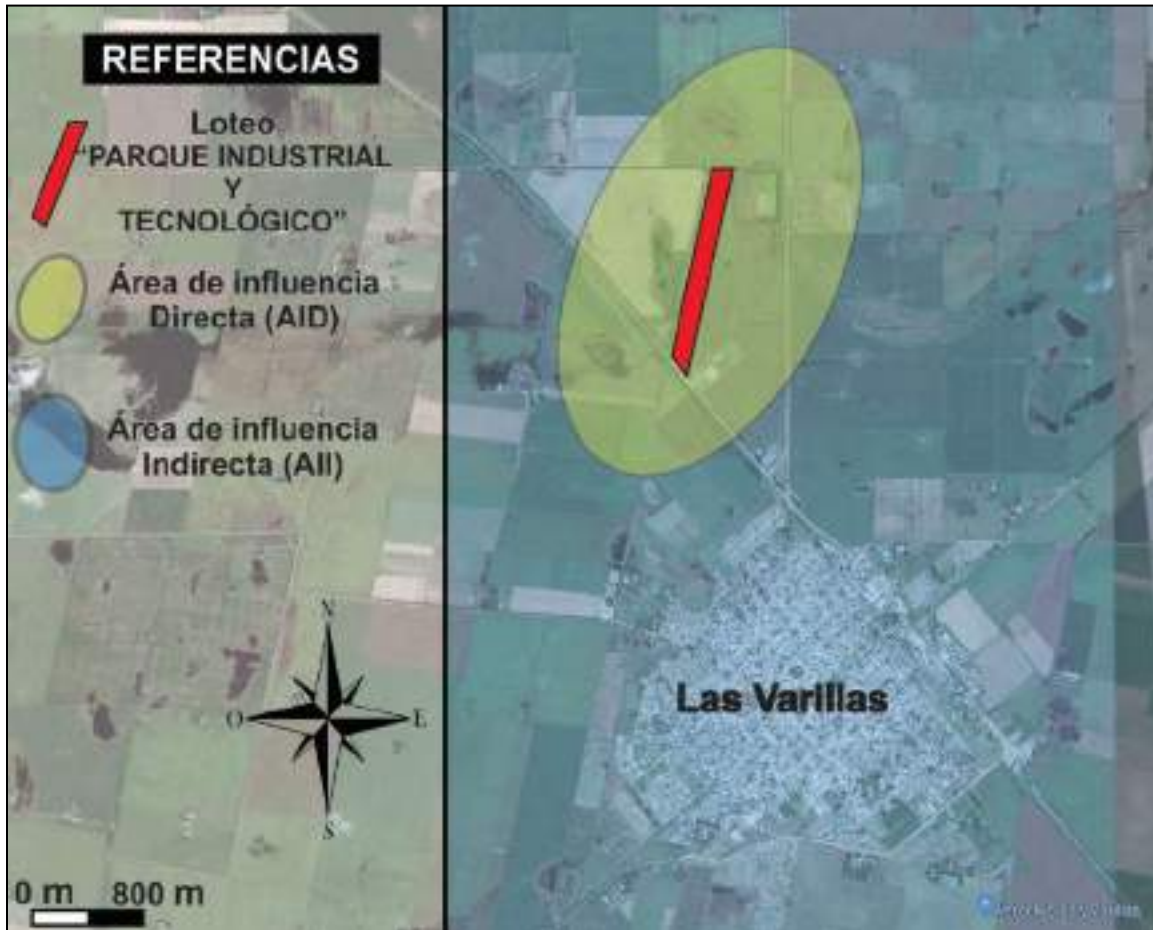 REFERENCIAS
Loteo
“PARQUE INDUSTRIAL
Y
TECNOLÓGICO”
Área de influencia
Directa (AID)
Área de influencia
Indirecta (AII)
N
O
E
S
0 m 800 m
Las Varillas